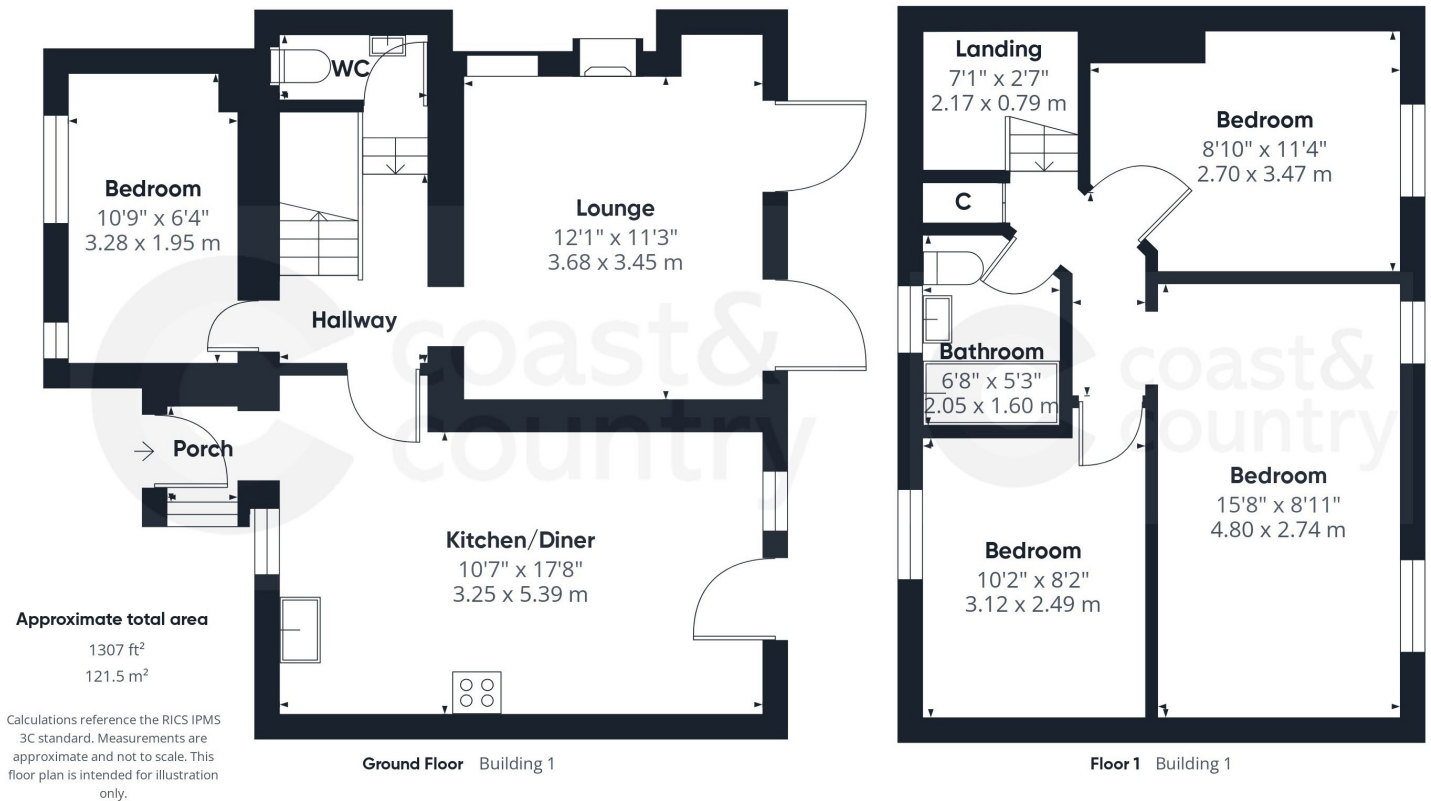 WC
Bedroom
10'9" x 6'4"
3.28 x 1.95 m
Lounge
12'1" x 11'3"
3.68 x 3.45 m
Hallway
Porch
Kitchen/Diner
10'7" x 17'8"
3.25 x 5.39 m
coast&
country
Approximate total area
1307 ft²
121.5 m²
Calculations reference the RICS IPMS
3C standard. Measurements are
approximate and not to scale. This
floor plan is intended for illustration
only.
Ground Floor Building 1
Landing
7'1" x 2'7"
2.17 x 0.79 m
Bedroom
8'10" x 11'4"
2.70 x 3.47 m
C
Bathroom
6'8" x 5'3"
2.05 x 1.60 m
coast&
country
Bedroom
15'8" x 8'11"
4.80 x 2.74 m
Bedroom
10'2" x 8'2"
3.12 x 2.49 m
Floor 1 Building 1